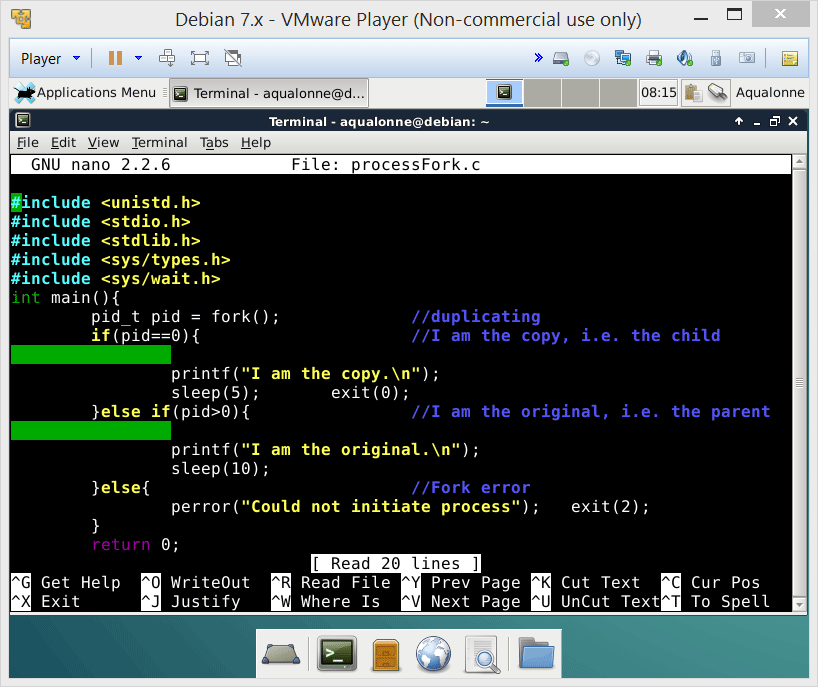 Debian 7.x - VMware Player (Non-commercial use only)
Player
Applications Menu Terminal - aqualonne@d... 08:15 Aqualonne
Terminal - aqualonne@debian: ~
File Edit View Terminal Tabs Help
GNU nano 2.2.6 File: processFork.c
#include <unistd.h>
#include <stdio.h>
#include <stdlib.h>
#include <sys/types.h>
#include <sys/wait.h>
int main(){
pid_t pid = fork(); //duplicating
if(pid==0){ //I am the copy, i.e. the child
printf("I am the copy.\n");
sleep(5); exit(0);
}else if(pid>0){ //I am the original, i.e. the parent
printf("I am the original.\n");
sleep(10);
}else{ //Fork error
perror("Could not initiate process"); exit(2);
}
return 0;
[ Read 20 lines ]
^G Get Help ^O WriteOut ^R Read File ^Y Prev Page ^K Cut Text ^C Cur Pos
^X Exit ^J Justify ^W Where Is ^V Next Page ^U UnCut Text ^T To Spell